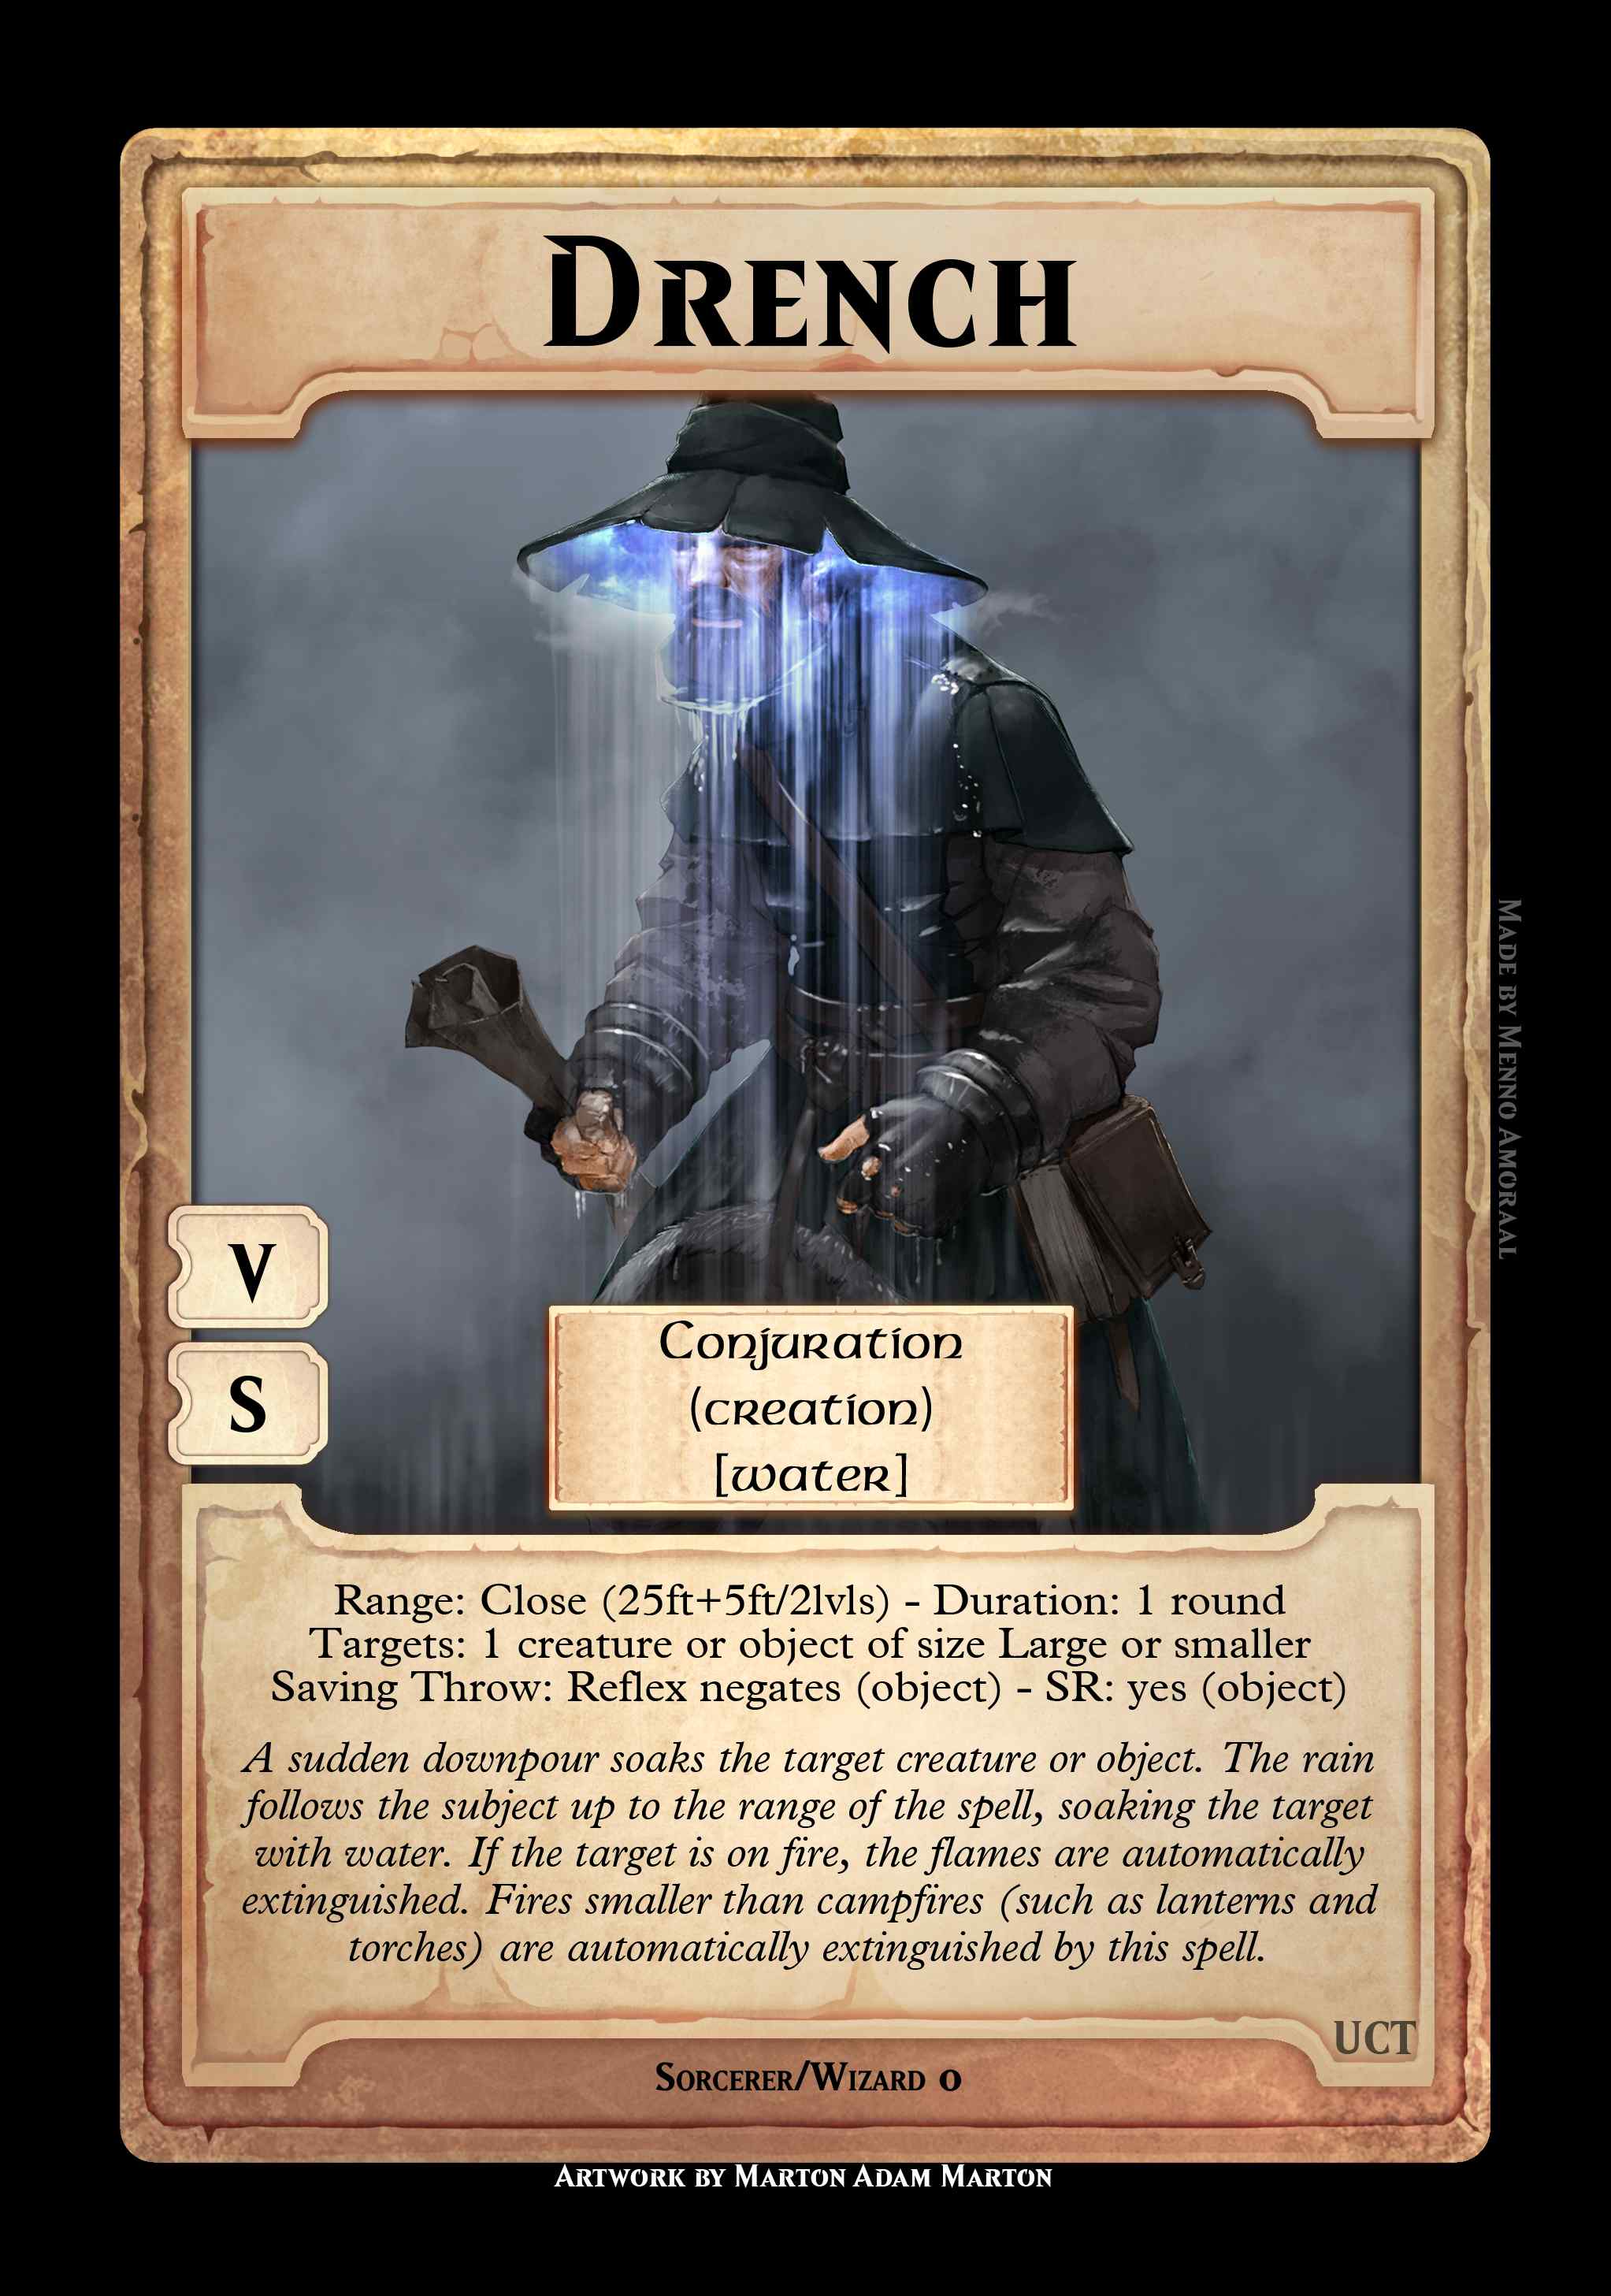 Drench
Made by Menno Amoraal
V
S
Conjuration
(creation)
[water]
Range: Close (25ft+5ft/2lvls) - Duration: 1 round
Targets: 1 creature or object of size Large or smaller
Saving Throw: Reflex negates (object) - SR: yes (object)
A sudden downpour soaks the target creature or object. The rain
follows the subject up to the range of the spell, soaking the target
with water. If the target is on fire, the flames are automatically
extinguished. Fires smaller than campfires (such as lanterns and
torches) are automatically extinguished by this spell.
UCT
Sorcerer/Wizard 0
Artwork by Marton Adam Marton